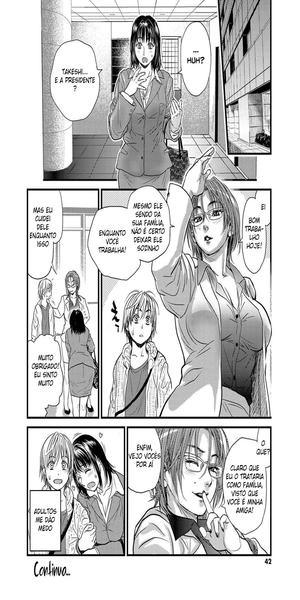 ...
HUH?
TAKESHI...
E A PRESIDENTE
?
EI
BOM
TRABA-
LHO
HOJE!
MESMO ELE SENDO
DA SUA FAMÍLIA,
NÃO É CERTO
DEIXAR ELE
SOZINHO
ENQUANTO
VOCÊ
TRABALHA!
MAS EU
CUIDEI
DELE
ENQUANTO
ISSO
MUITO
OBRIGADO!
EU SINTO
MUITO
O
QUE?
CLARO QUE
EU O TRATARIA
COMO FAMÍLIA,
VISTO QUE
VOCÊ É MINHA
AMIGA!
ENFIM,
VEJO VOCÊS
POR AÍ
ADULTOS
ME DÃO
MEDO
42
Continua...